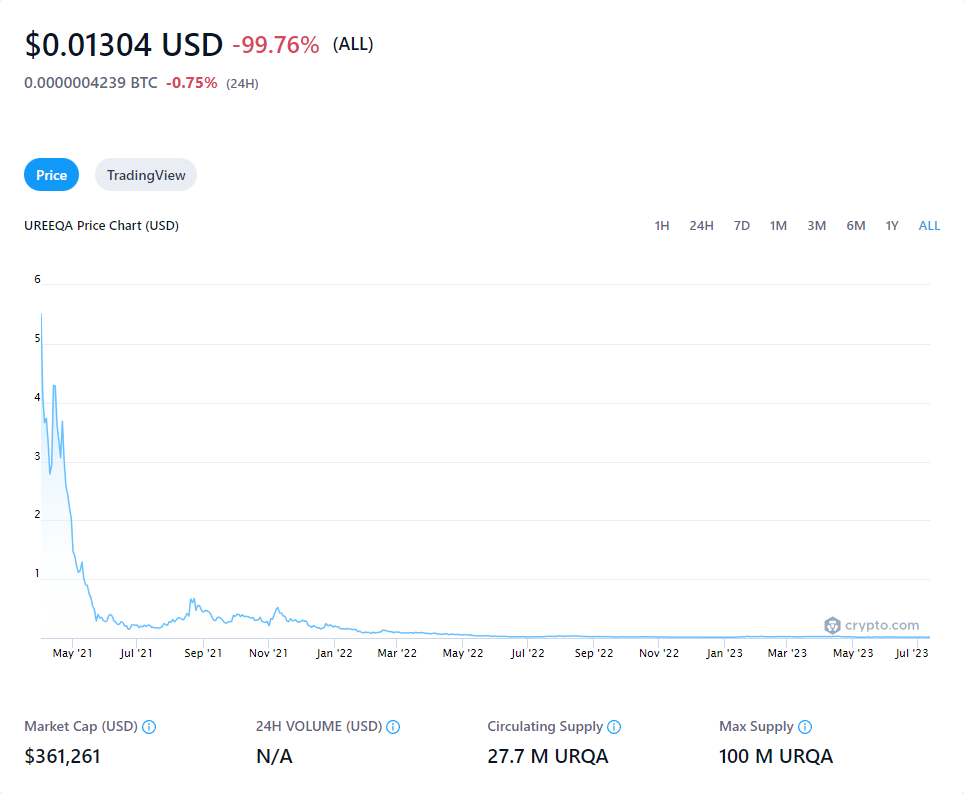 $0.01304 USD -99.76% (ALL)
0.0000004239 BTC -0.75% (24H)
Price TradingView
UREEQA Price Chart (USD) 1H 24H 7D 1M 3M 6M 1Y ALL
6
5
4
3
2
1
crypto.com
May '21 Jul '21 Sep '21 Nov '21 Jan '22 Mar '22 May '22 Jul '22 Sep '22 Nov '22 Jan '23 Mar '23 May '23 Jul '23
Market Cap (USD) 24H VOLUME (USD) Circulating Supply Max Supply
$361,261 N/A 27.7 M URQA 100 M URQA